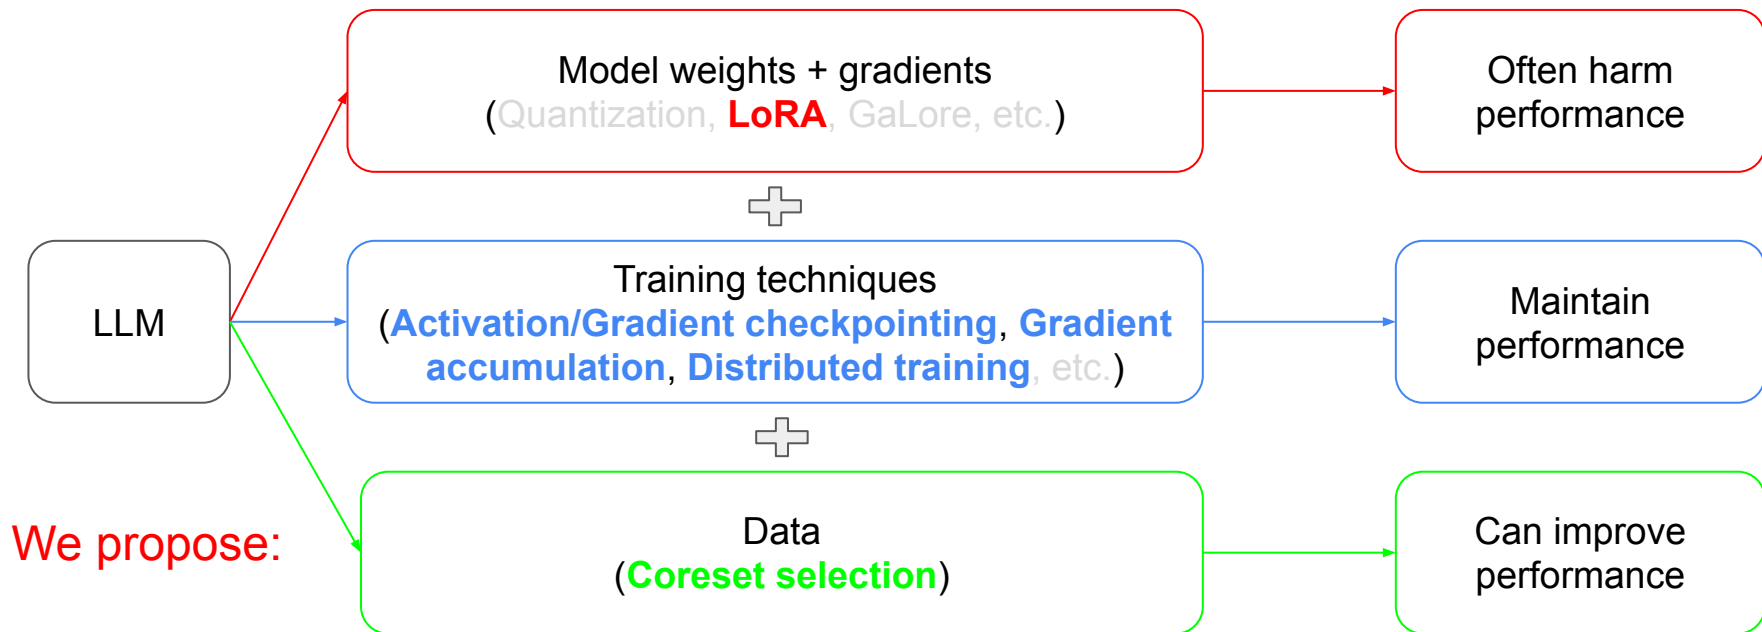 Model weights + gradients
(Quantization, LoRA, GaLore, etc.)
Often harm
performance
LLM
Training techniques
(Activation/Gradient checkpointing, Gradient
accumulation, Distributed training, etc.)
Maintain
performance
We propose:
Data
(Coreset selection)
Can improve
performance